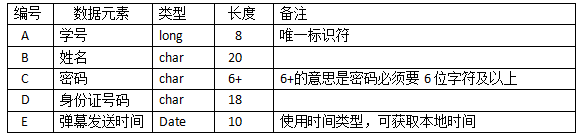 编号 数据元素 类型 长度 备注
A 学号 long 8 唯一标识符
B 姓名 char 20
C 密码 char 6+ 6+的意思是密码必须要 6 位字符及以上
D 身份证号码 char 18
E 弹幕发送时间 Date 10 使用时间类型，可获取本地时间